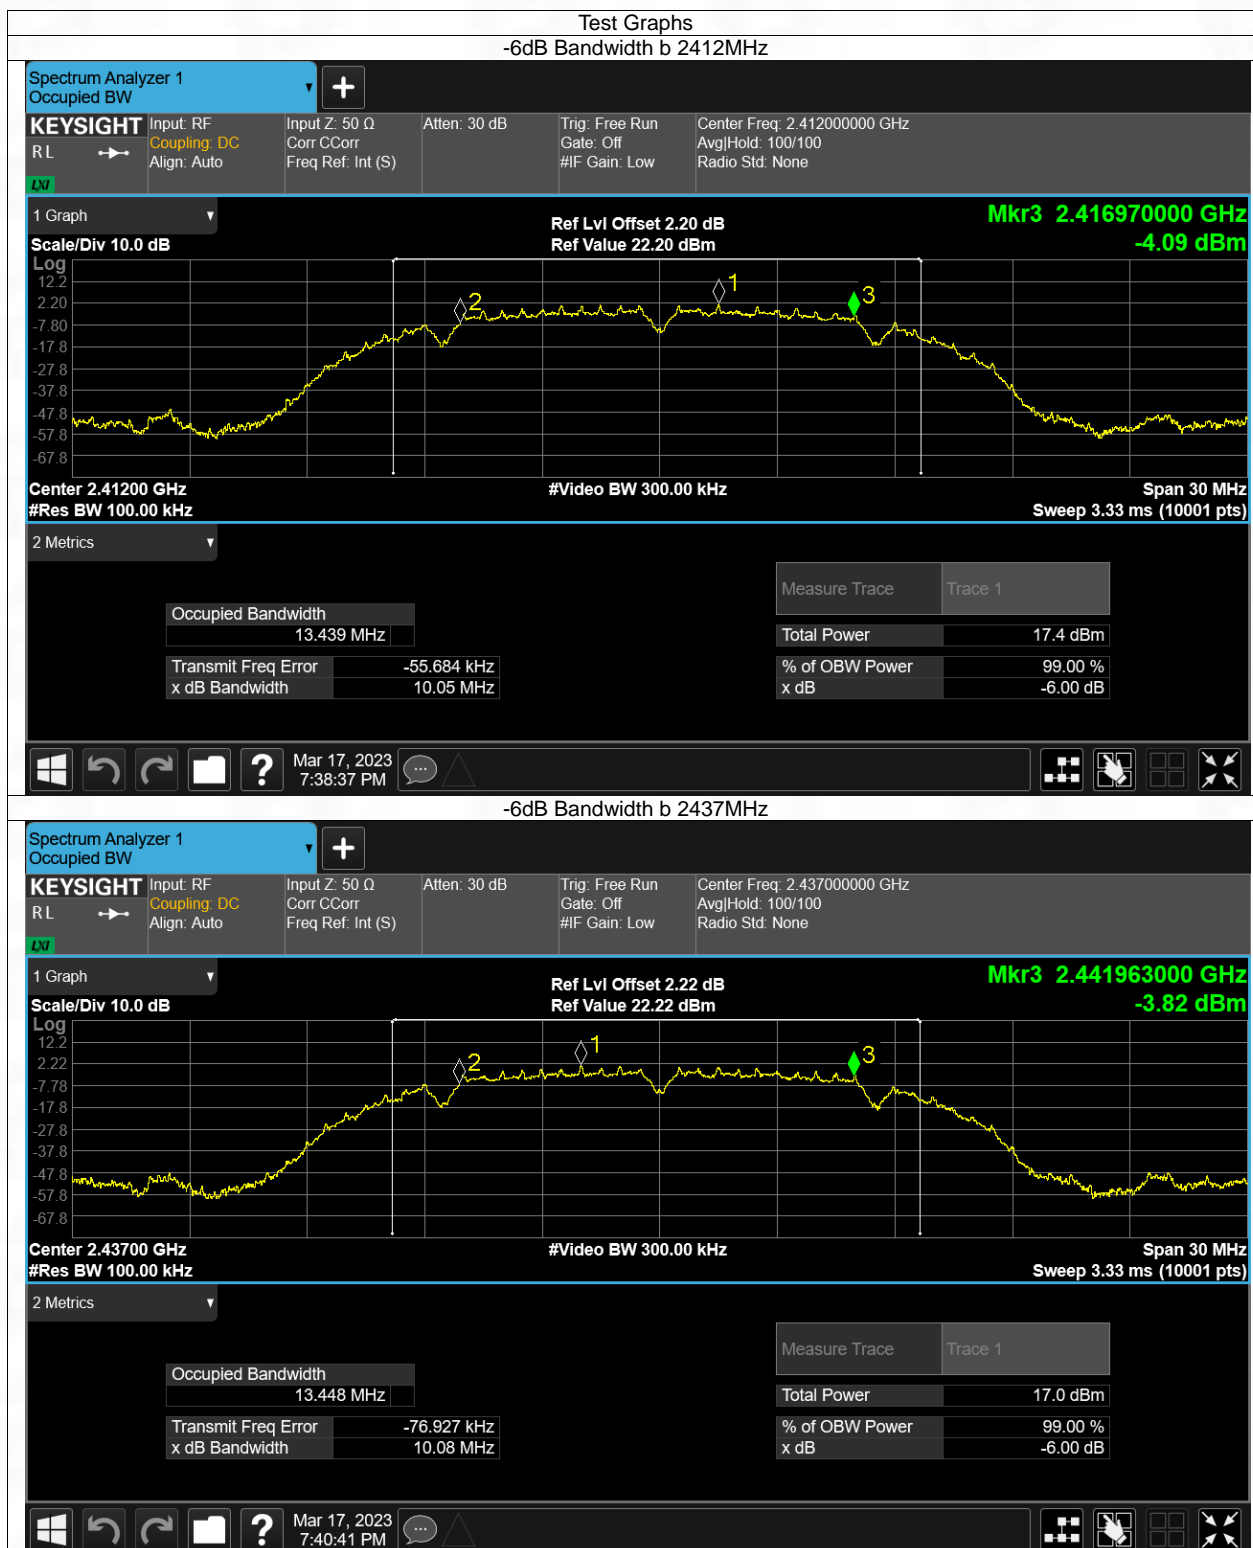 Test Graphs
-6dB Bandwidth b 2412MHz
Spectrum Analyzer 1
Occupied BW
KEYSIGHT Input: RF Input Z: 50 Ω Atten: 30 dB Trig: Free Run Center Freq: 2.412000000 GHz
RL Coupling: DC Corr CCorr Gate: Off Avg|Hold: 100/100
Align: Auto Freq Ref: Int (S) #IF Gain: Low Radio Std: None
LXI
1 Graph Ref Lvl Offset 2.20 dB Mkr3 2.416970000 GHz
Scale/Div 10.0 dB Ref Value 22.20 dBm -4.09 dBm
Log
12.2
2.20
-7.80
-17.8
-27.8
-37.8
-47.8
-57.8
-67.8
2
1
3
Center 2.41200 GHz #Video BW 300.00 kHz Span 30 MHz
#Res BW 100.00 kHz Sweep 3.33 ms (10001 pts)
2 Metrics
Measure Trace Trace 1
Occupied Bandwidth
13.439 MHz Total Power 17.4 dBm
Transmit Freq Error -55.684 kHz % of OBW Power 99.00 %
x dB Bandwidth 10.05 MHz x dB -6.00 dB
Mar 17, 2023
7:38:37 PM
-6dB Bandwidth b 2437MHz
Spectrum Analyzer 1
Occupied BW
KEYSIGHT Input: RF Input Z: 50 Ω Atten: 30 dB Trig: Free Run Center Freq: 2.437000000 GHz
RL Coupling: DC Corr CCorr Gate: Off Avg|Hold: 100/100
Align: Auto Freq Ref: Int (S) #IF Gain: Low Radio Std: None
LXI
1 Graph Ref Lvl Offset 2.22 dB Mkr3 2.441963000 GHz
Scale/Div 10.0 dB Ref Value 22.22 dBm -3.82 dBm
Log
12.2
2.22
-7.78
-17.8
-27.8
-37.8
-47.8
-57.8
-67.8
2
1
3
Center 2.43700 GHz #Video BW 300.00 kHz Span 30 MHz
#Res BW 100.00 kHz Sweep 3.33 ms (10001 pts)
2 Metrics
Measure Trace Trace 1
Occupied Bandwidth
13.448 MHz Total Power 17.0 dBm
Transmit Freq Error -76.927 kHz % of OBW Power 99.00 %
x dB Bandwidth 10.08 MHz x dB -6.00 dB
Mar 17, 2023
7:40:41 PM